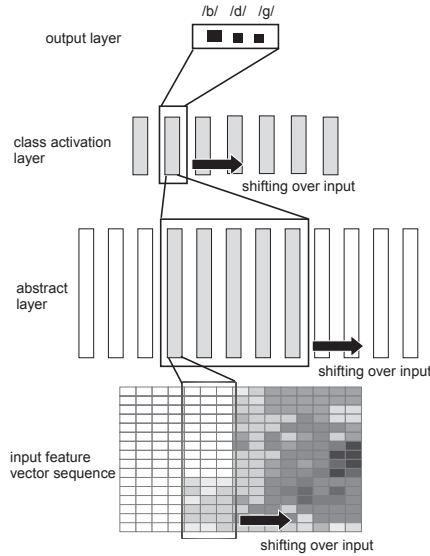 /b/ /d/ /g/
output layer
class activation
layer
shifting over input
abstract
layer
shifting over input
input feature
vector sequence
shifting over input